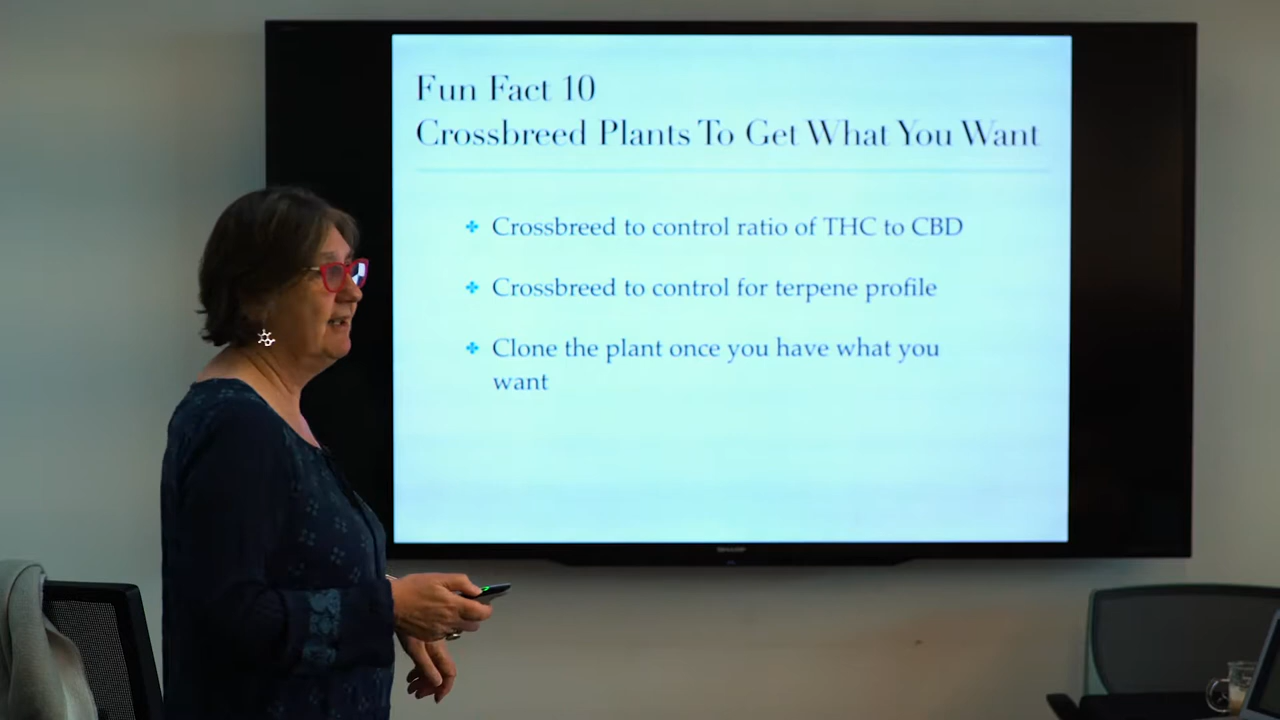 Fun Fact 10
Crossbreed Plants To Get What You Want
Crossbreed to control ratio of THC to CBD
Crossbreed to control for terpene profile
Clone the plant once you have what you
want
SHARP